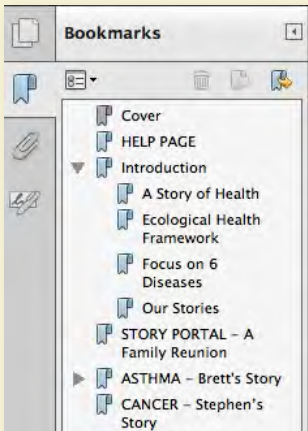 Bookmarks
Cover
HELP PAGE
Introduction
A Story of Health
Ecological Health
Framework
Focus on 6
Diseases
Our Stories
STORY PORTAL – A
Family Reunion
ASTHMA – Brett's Story
CANCER – Stephen's
Story